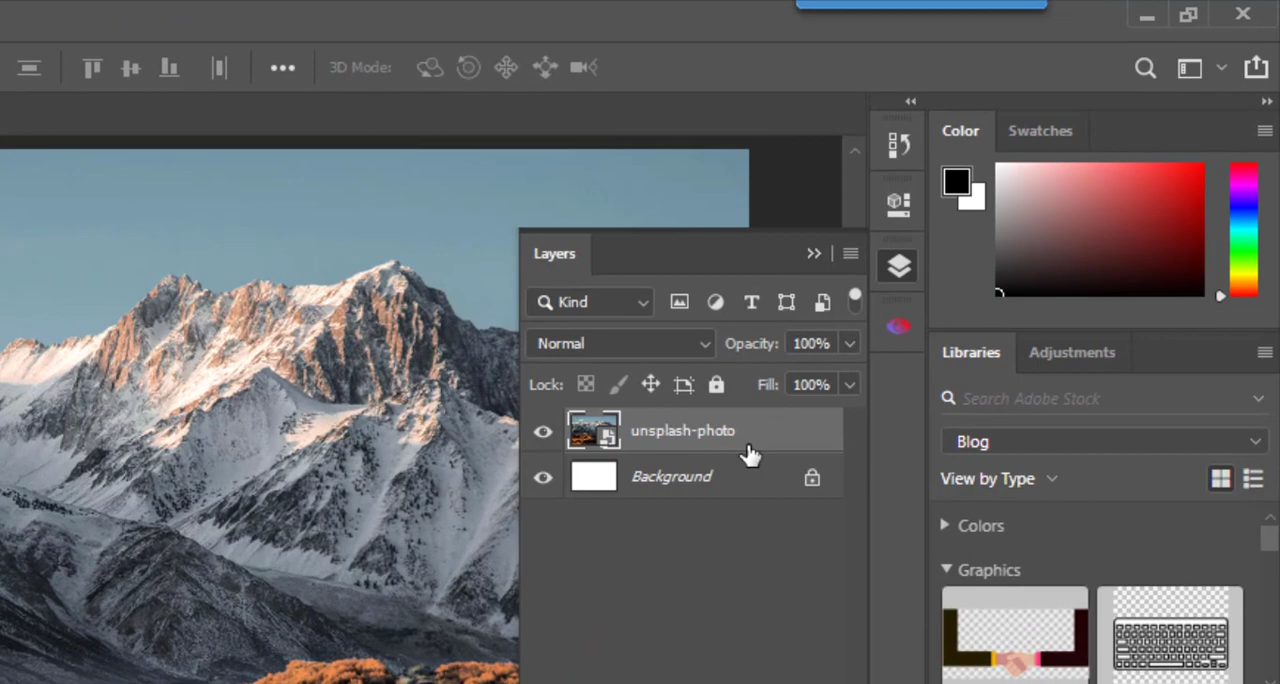 3D Mode:
Color
Swatches
Layers
Kind
Normal
Opacity: 100%
Lock:
Fill: 100%
unsplash-photo
Background
Libraries
Adjustments
Search Adobe Stock
Blog
View by Type
Colors
Graphics